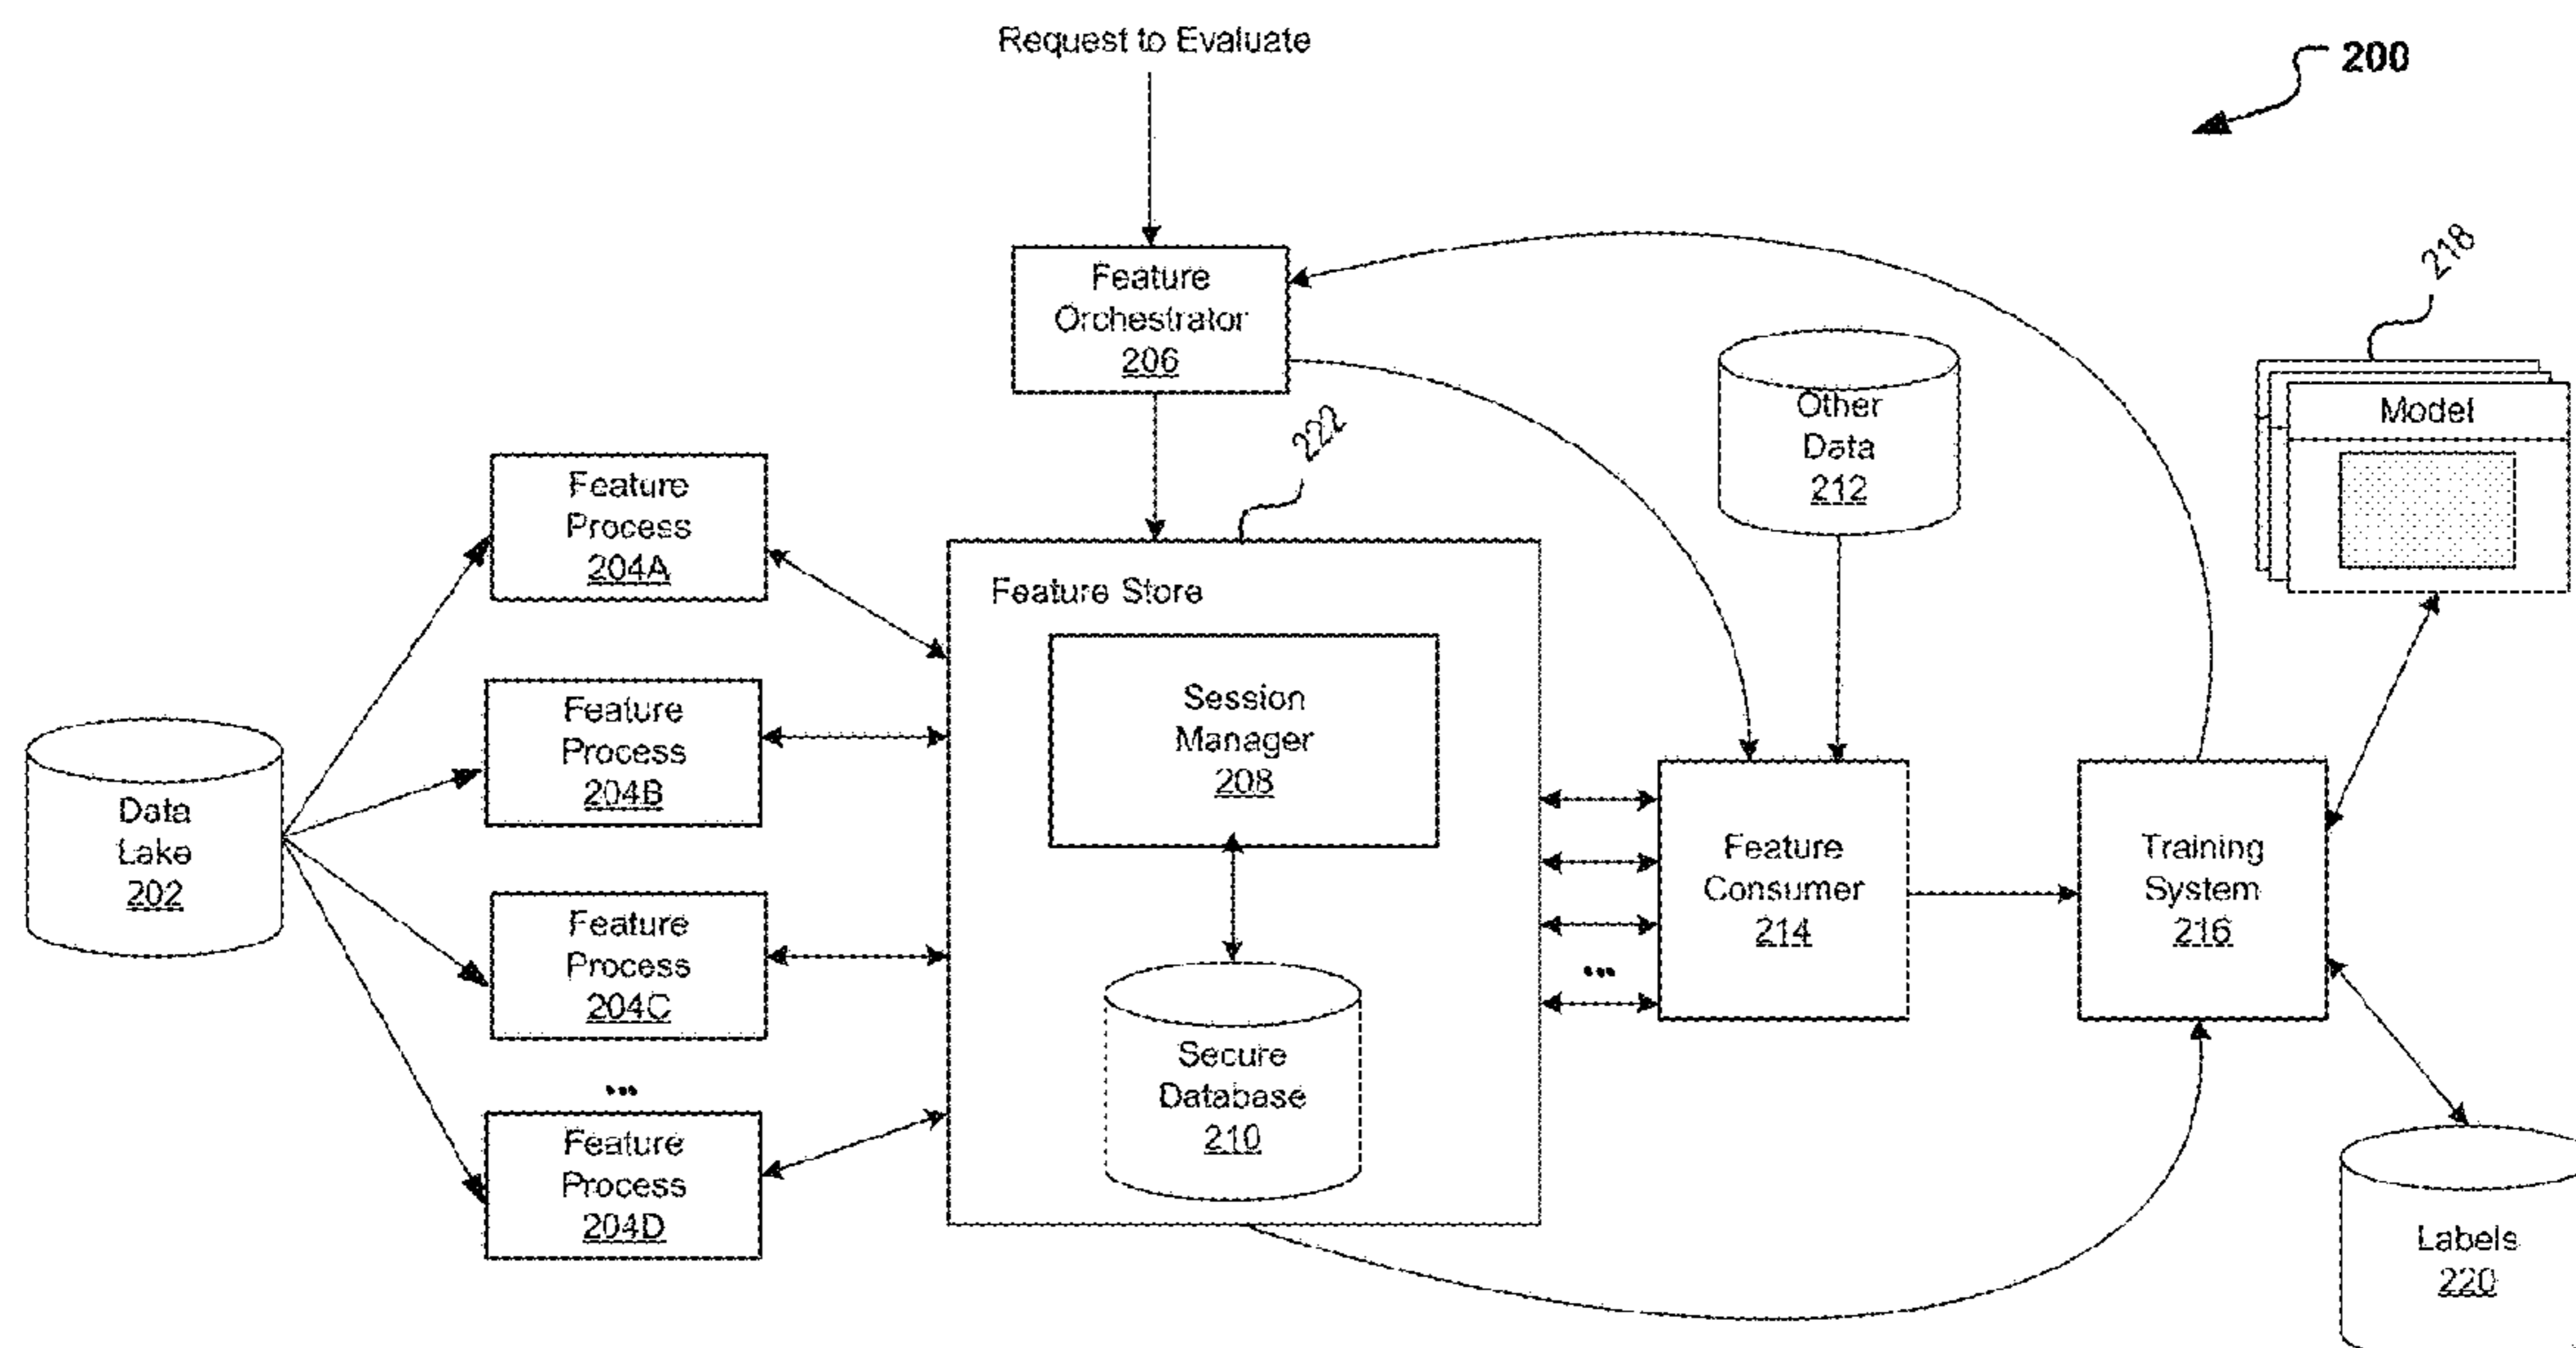 Request to Evaluate
200
Feature
Orchestrator
206
218
Model
Other
Data
212
222
Feature
Process
204A
Feature Store
Session
Manager
208
Feature
Process
204B
Data
Lake
202
Feature
Consumer
214
Training
System
216
Feature
Process
204C
...
...
Secure
Database
210
Feature
Process
204D
Labels
220